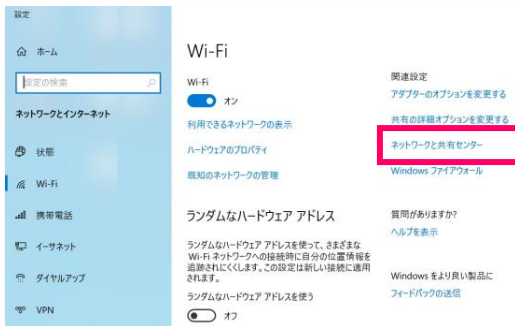 設定
ホーム
設定の検索
ネットワークとインターネット
状態
Wi-Fi
携帯電話
イーサネット
ダイヤルアップ
VPN
Wi-Fi
Wi-Fi
オン
利用できるネットワークの表示
ハードウェアのプロパティ
既知のネットワークの管理
ランダムなハードウェア アドレス
ランダムなハードウェア アドレスを使って、さまざまな
Wi-Fi ネットワークへの接続時に自分の位置情報を
追跡されにくくします。この設定は新しい接続に適用
されます。
ランダムなハードウェア アドレスを使う
オフ
関連設定
アダプターのオプションを変更する
共有の詳細オプションを変更する
ネットワークと共有センター
Windows ファイアウォール
質問がありますか?
ヘルプを表示
Windows をより良い製品に
フィードバックの送信